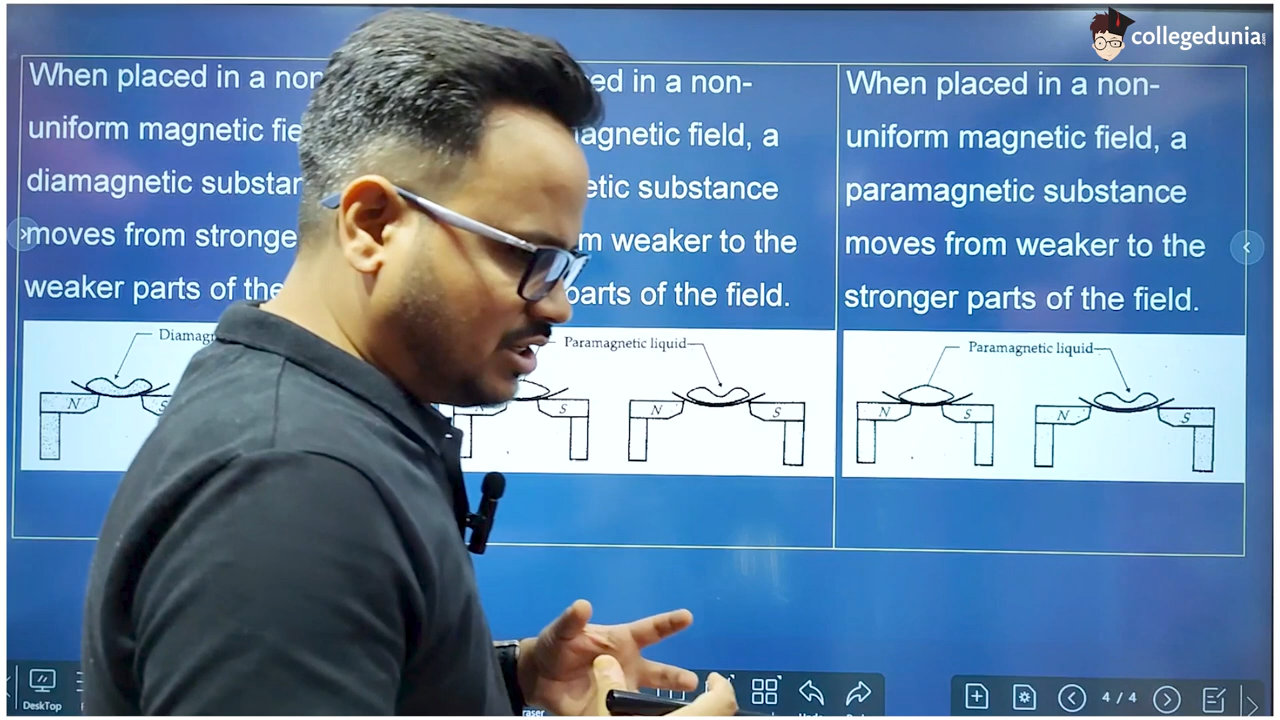 collegedunia
.com
When placed in a non
uniform magnetic fie
diamagnetic substan
moves from stronge
weaker parts of the
ed in a non-
agnetic field, a
etic substance
m weaker to the
parts of the field.
When placed in a non-
uniform magnetic field, a
paramagnetic substance
moves from weaker to the
stronger parts of the field.
Diamagn
N
S
Paramagnetic liquid
N
S
N
S
Paramagnetic liquid
N
S
N
S
DeskTop
raser
4 / 4